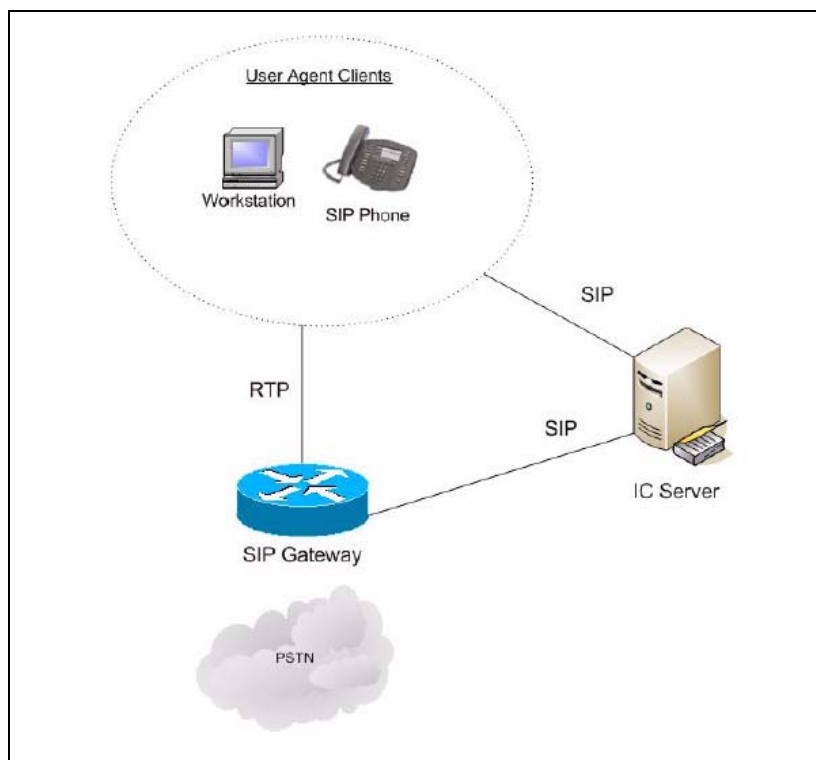 User Agent Clients
Workstation
SIP Phone
SIP
RTP
SIP
IC Server
SIP Gateway
PSTN